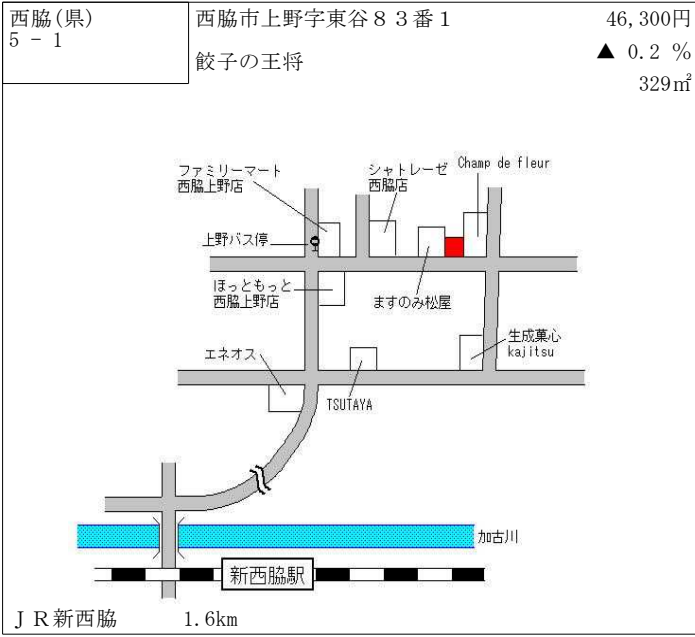 西脇(県)
5 - 1
西脇市上野字東谷８３番１
餃子の王将
46,300円
▲ 0.2 %
329㎡
ファミリーマート
西脇上野店
シャトレーゼ
西脇店
Champ de fleur
上野バス停
ほっともっと
西脇上野店
ますのみ松屋
エネオス
TSUTAYA
生成菓心
kajitsu
加古川
新西脇駅
ＪＲ新西脇 1.6km